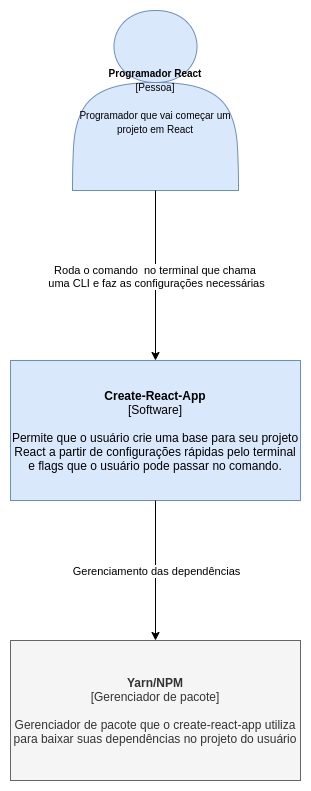 Programador React
[Pessoa]
Programador que vai começar um
projeto em React
Roda o comando  no terminal que chama
uma CLI e faz as configurações necessárias
Create-React-App
[Software]
Permite que o usuário crie uma base para seu projeto
React a partir de configurações rápidas pelo terminal
e flags que o usuário pode passar no comando.
Gerenciamento das dependências
Yarn/NPM
[Gerenciador de pacote]
Gerenciador de pacote que o create-react-app utiliza
para baixar suas dependências no projeto do usuário